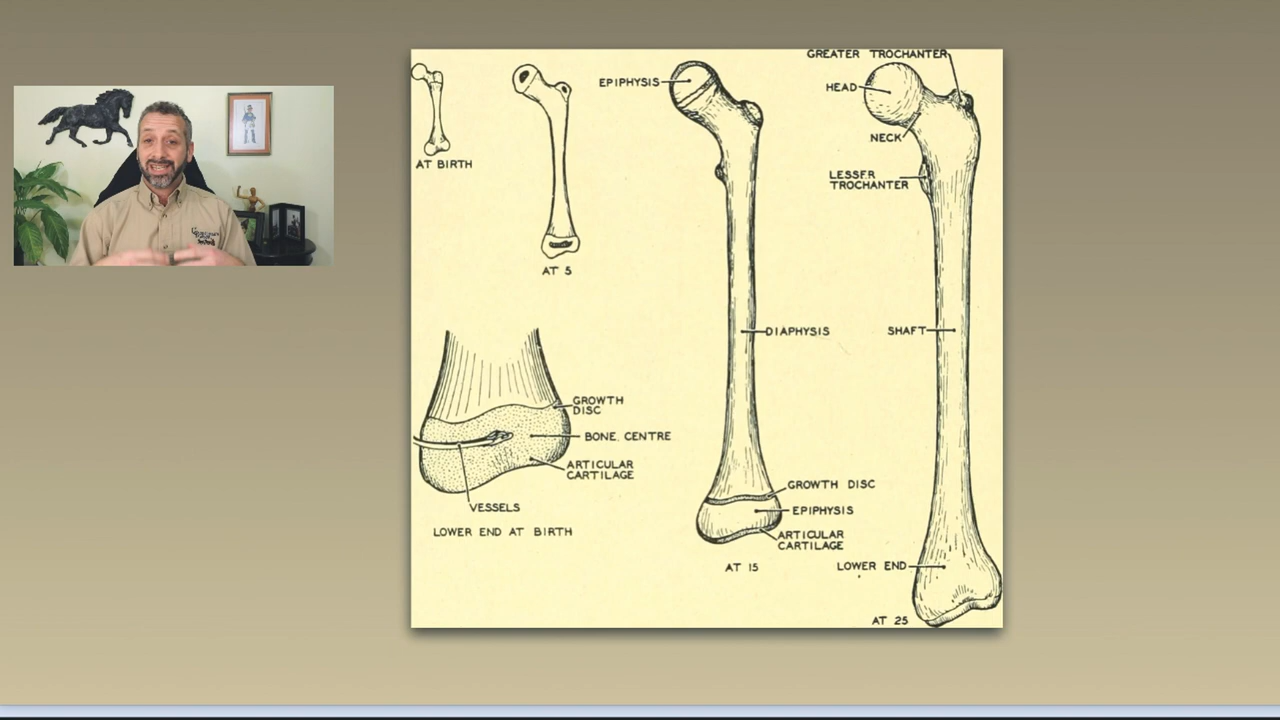 AT BIRTH
AT 5
EPIPHYSIS
DIAPHYSIS
GROWTH DISC
EPIPHYSIS
ARTICULAR
CARTILAGE
AT 15
GREATER TROCHANTER
HEAD
NECK
LESSER
TROCHANTER
SHAFT
LOWER END
AT 25
GROWTH
DISC
BONE CENTRE
ARTICULAR
CARTILAGE
VESSELS
LOWER END AT BIRTH